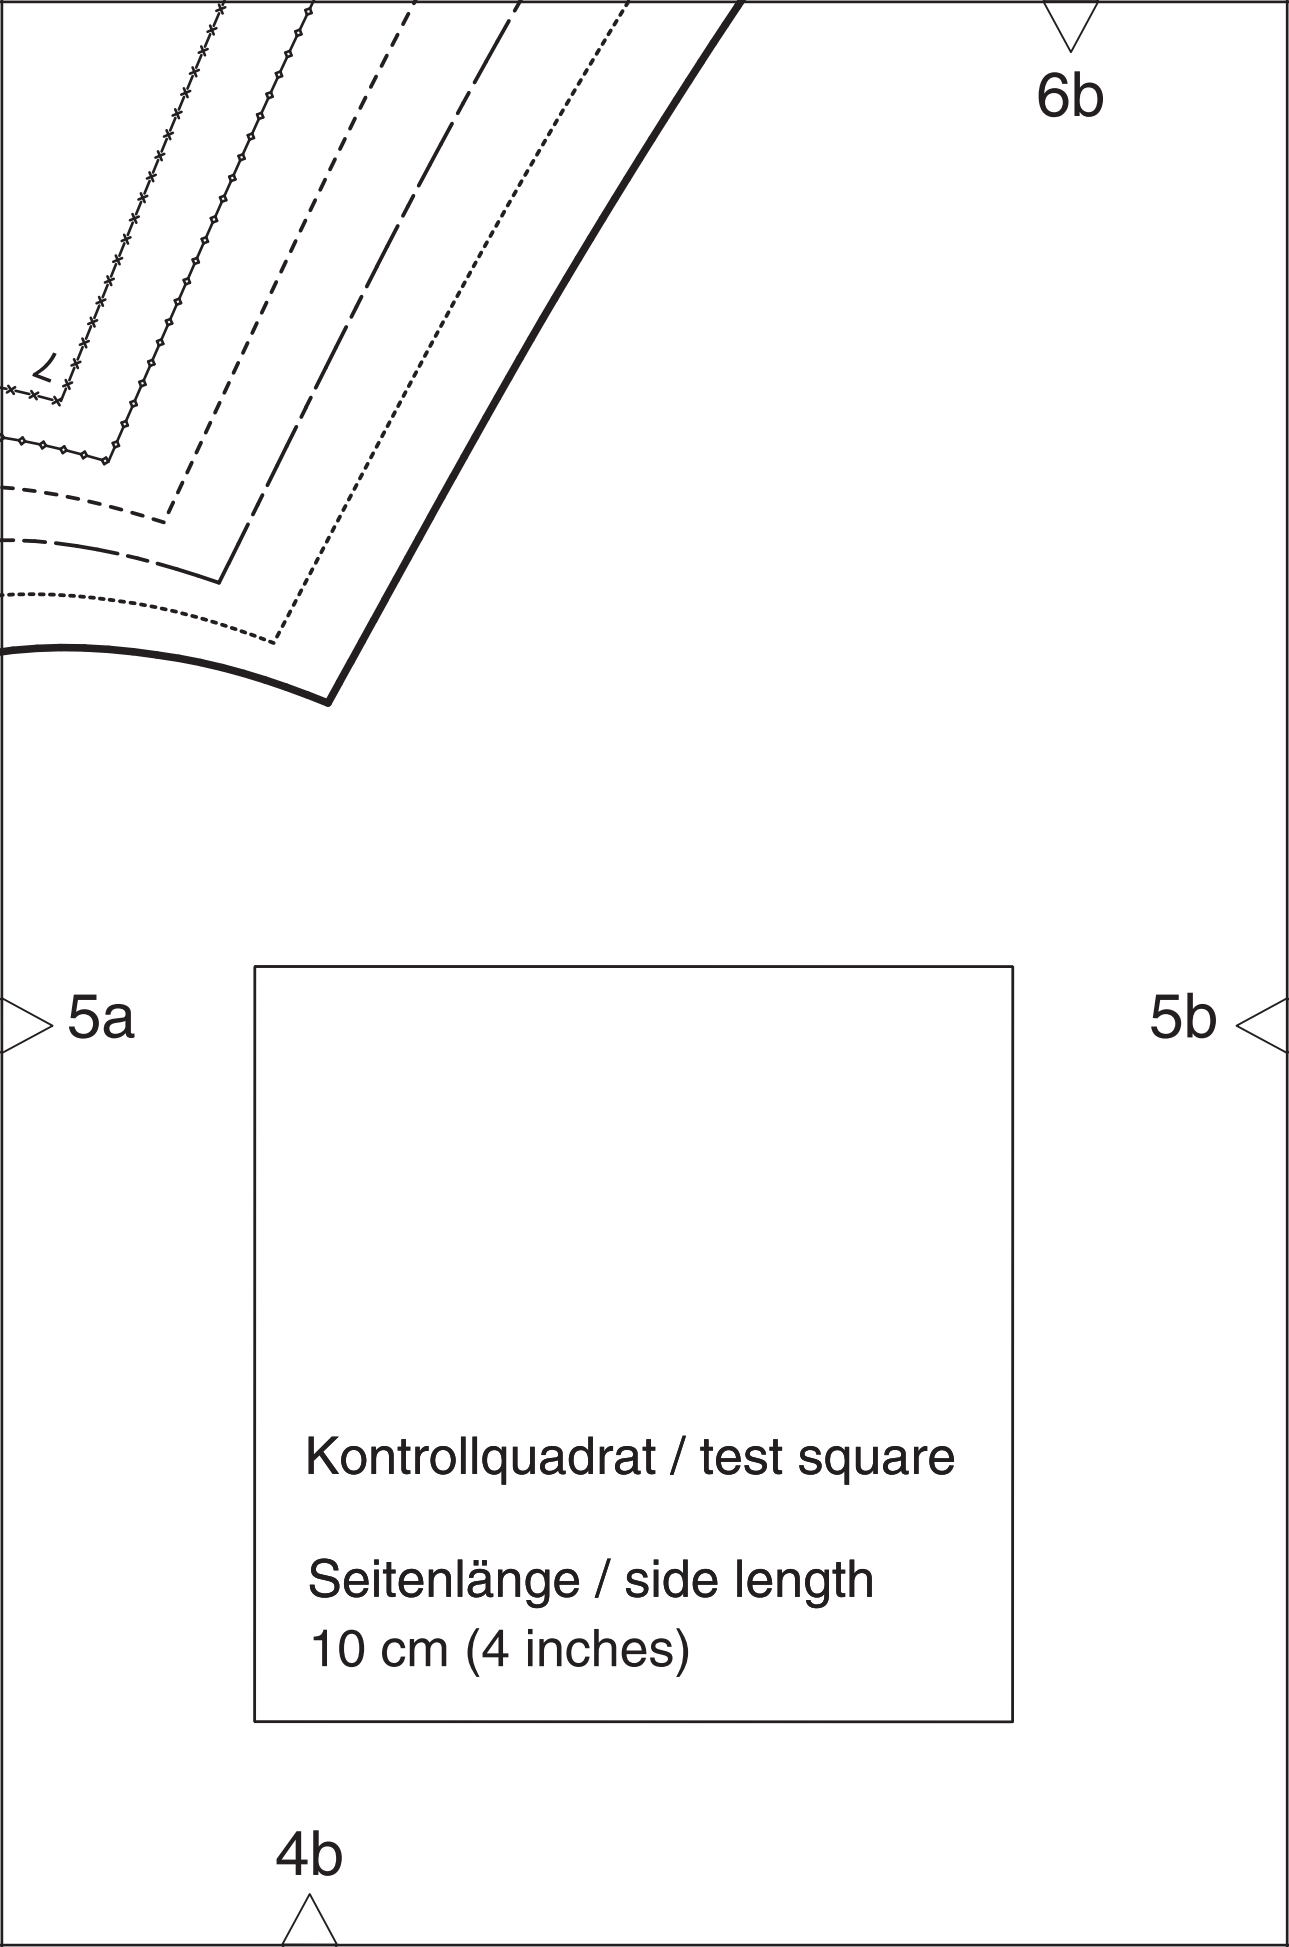 6b
5a
5b
Kontrollquadrat / test square
Seitenlänge / side length
10 cm (4 inches)
4b